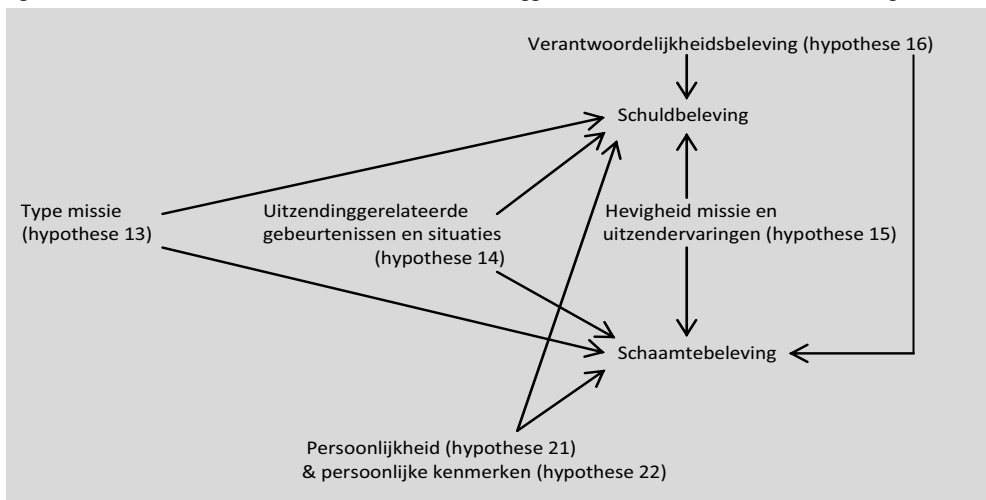 Verantwoordelijkheidsbeleving (hypothese 16)
Schuldbeleving
Type missie
(hypothese 13)
Uitzendinggerelateerde
gebeurtenissen en situaties
(hypothese 14)
Hevigheid missie en
uitzendervaringen (hypothese 15)
Schaamtebeleving
Persoonlijkheid (hypothese 21)
& persoonlijke kenmerken (hypothese 22)